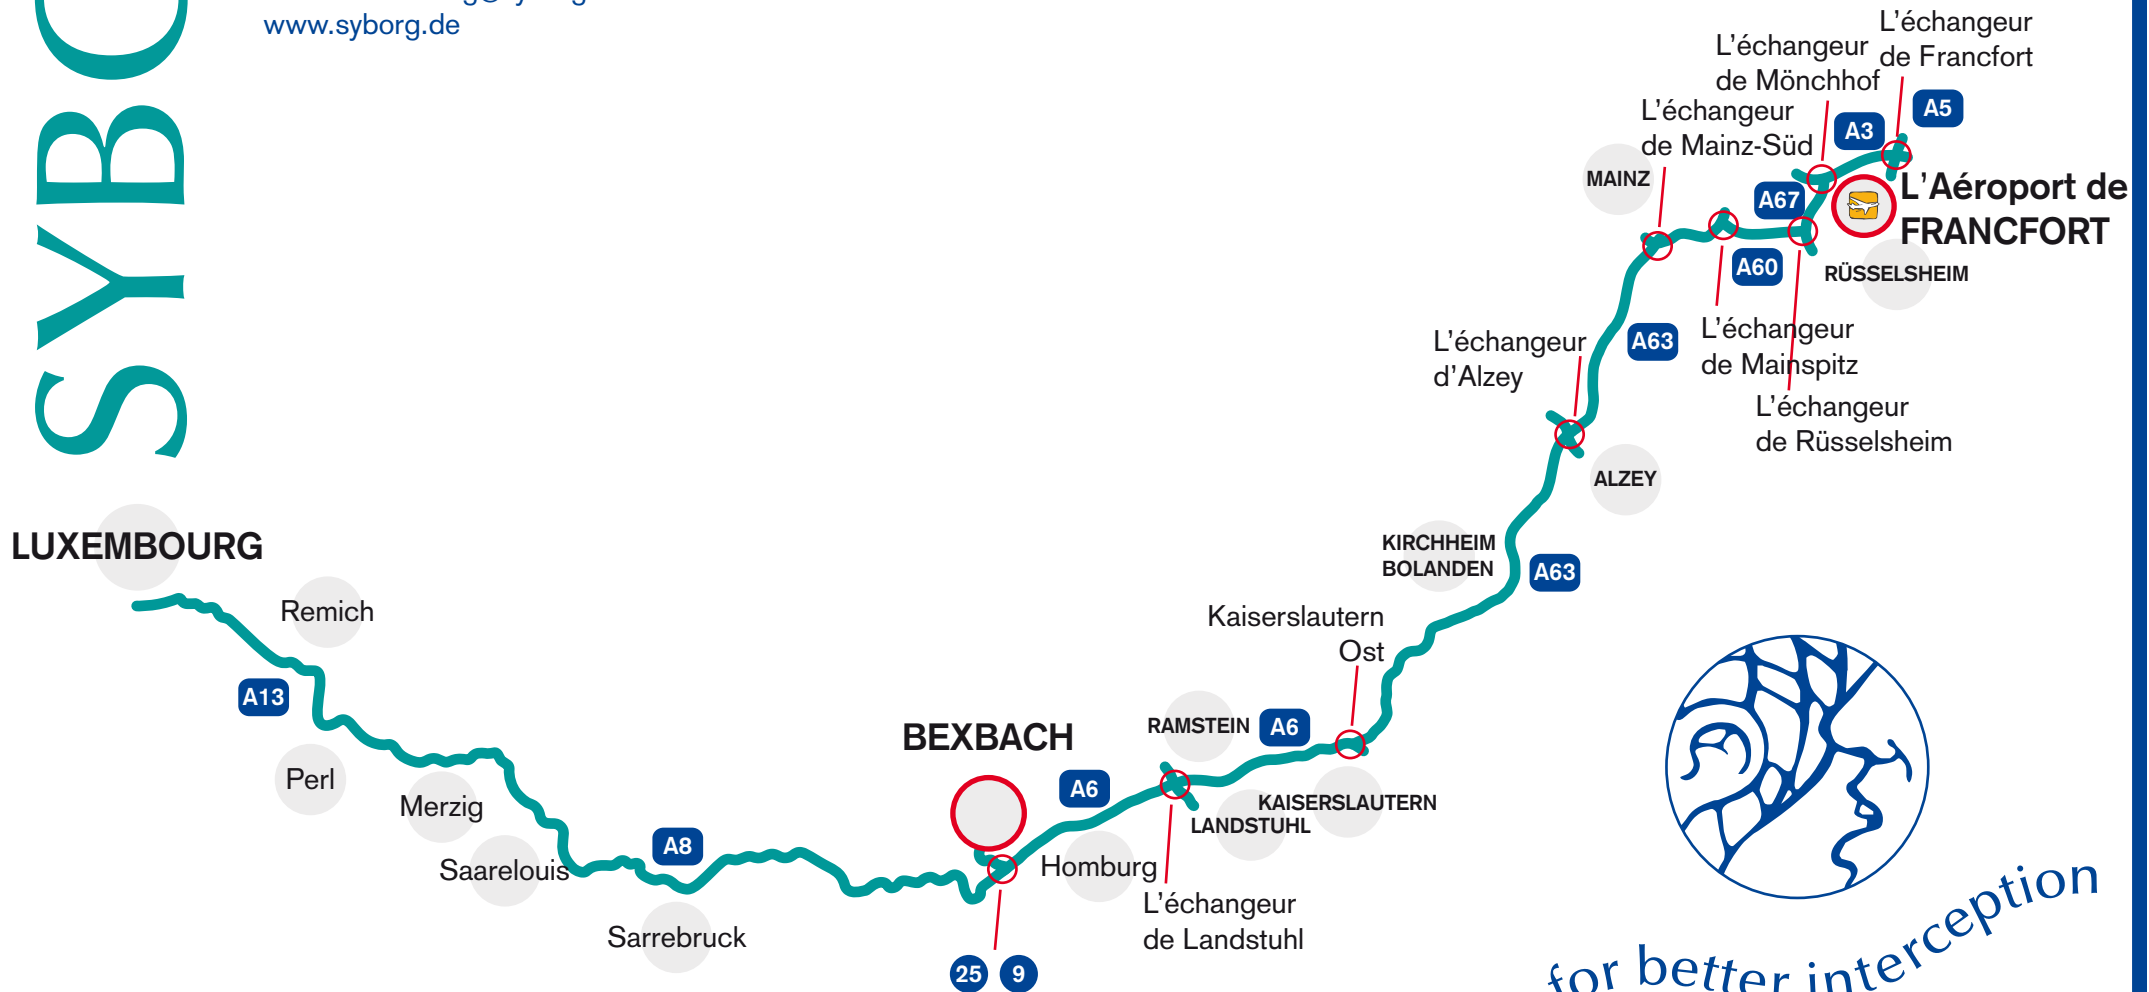 www.syborg.de
SYBO
L'échangeur
de Francfort
L'échangeur
de Mönchhof
L'échangeur
de Mainz-Süd
A5
A3
MAINZ
A67
L'Aéroport de
FRANCFORT
A60
RÜSSELSHEIM
L'échangeur
de Mainspitz
L'échangeur
d'Alzey
A63
L'échangeur
de Rüsselsheim
ALZEY
LUXEMBOURG
KIRCHHEIM
BOLANDEN
A63
Remich
Kaiserslautern
Ost
A13
BEXBACH
RAMSTEIN
A6
Perl
Merzig
A6
KAISERSLAUTERN
LANDSTUHL
A8
Saarelouis
Homburg
L'échangeur
de Landstuhl
Sarrebruck
25
9
for better interception